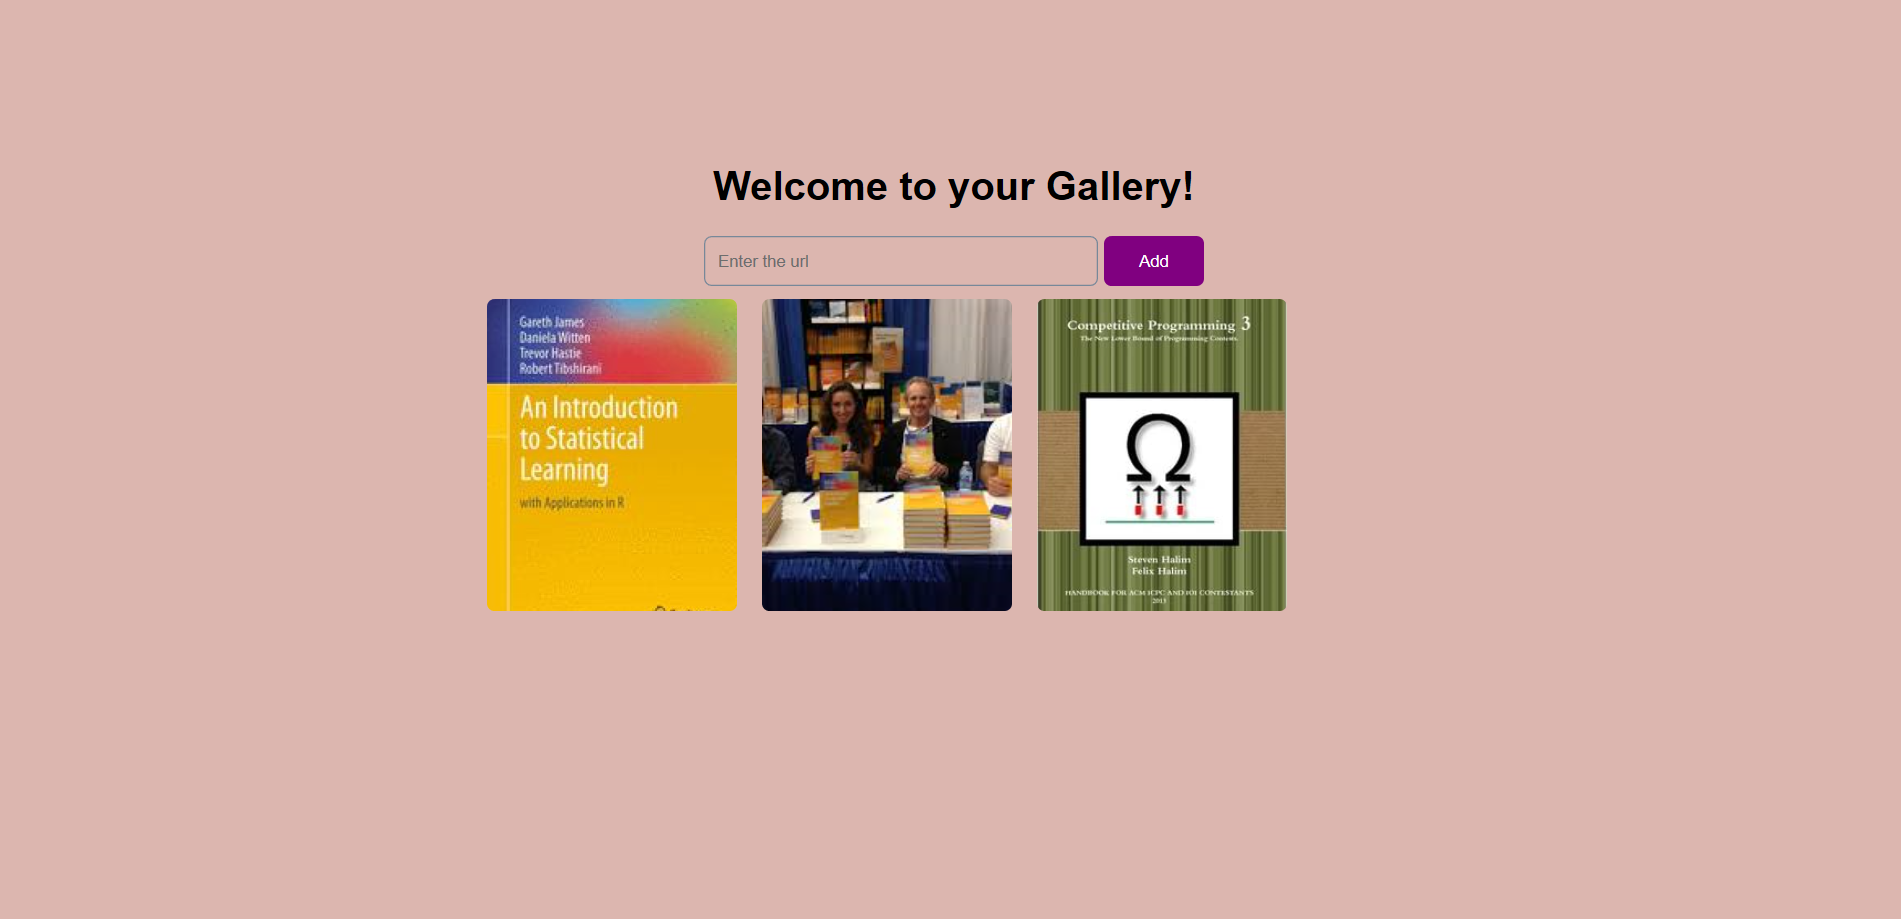 Welcome to your Gallery!
Enter the url
Add
Gareth James
Daniela Witten
Trevor Hastie
Robert Tibshirani
An Introduction
to Statistical
Learning
with Applications in R
Competitive Programming 3
The New Lower Bound of Programming Contests
Steven Halim
Felix Halim
HANDBOOK FOR ACM ICPC AND IOI CONTESTANTS
2013